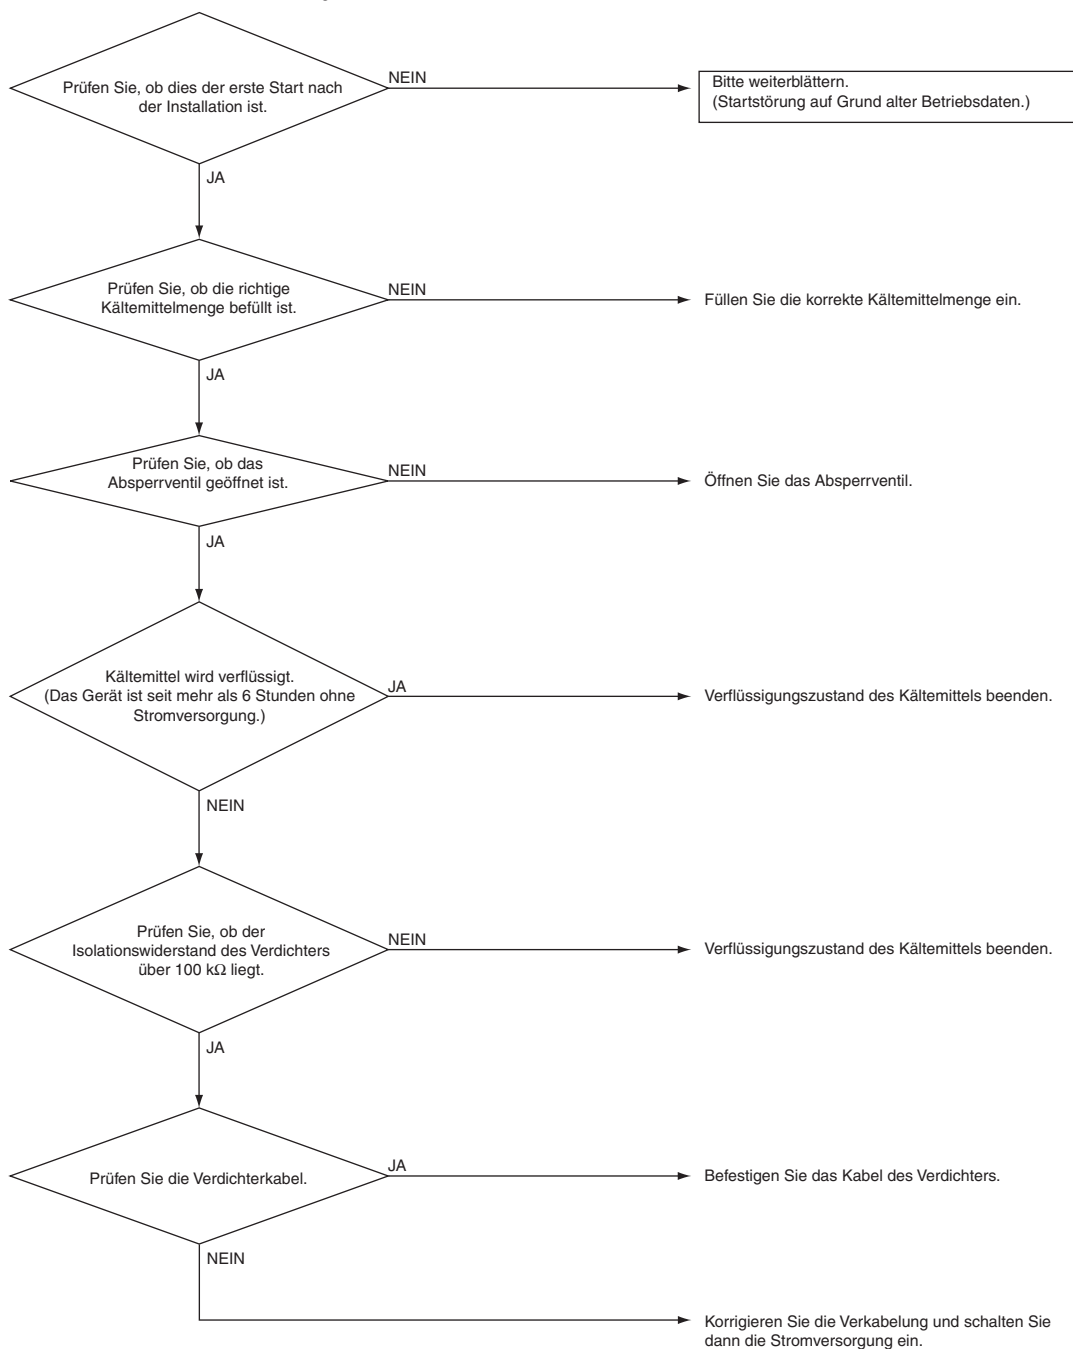 Prüfen Sie, ob dies der erste Start nach
der Installation ist.
NEIN
Bitte weiterblättern.
(Startstörung auf Grund alter Betriebsdaten.)
JA
Prüfen Sie, ob die richtige
Kältemittelmenge befüllt ist.
NEIN
Füllen Sie die korrekte Kältemittelmenge ein.
JA
Prüfen Sie, ob das
Absperrventil geöffnet ist.
NEIN
Öffnen Sie das Absperrventil.
JA
Kältemittel wird verflüssigt.
(Das Gerät ist seit mehr als 6 Stunden ohne
Stromversorgung.)
JA
Verflüssigungszustand des Kältemittels beenden.
NEIN
Prüfen Sie, ob der
Isolationswiderstand des Verdichters
über 100 kΩ liegt.
NEIN
Verflüssigungszustand des Kältemittels beenden.
JA
Prüfen Sie die Verdichterkabel.
JA
Befestigen Sie das Kabel des Verdichters.
NEIN
Korrigieren Sie die Verkabelung und schalten Sie
dann die Stromversorgung ein.